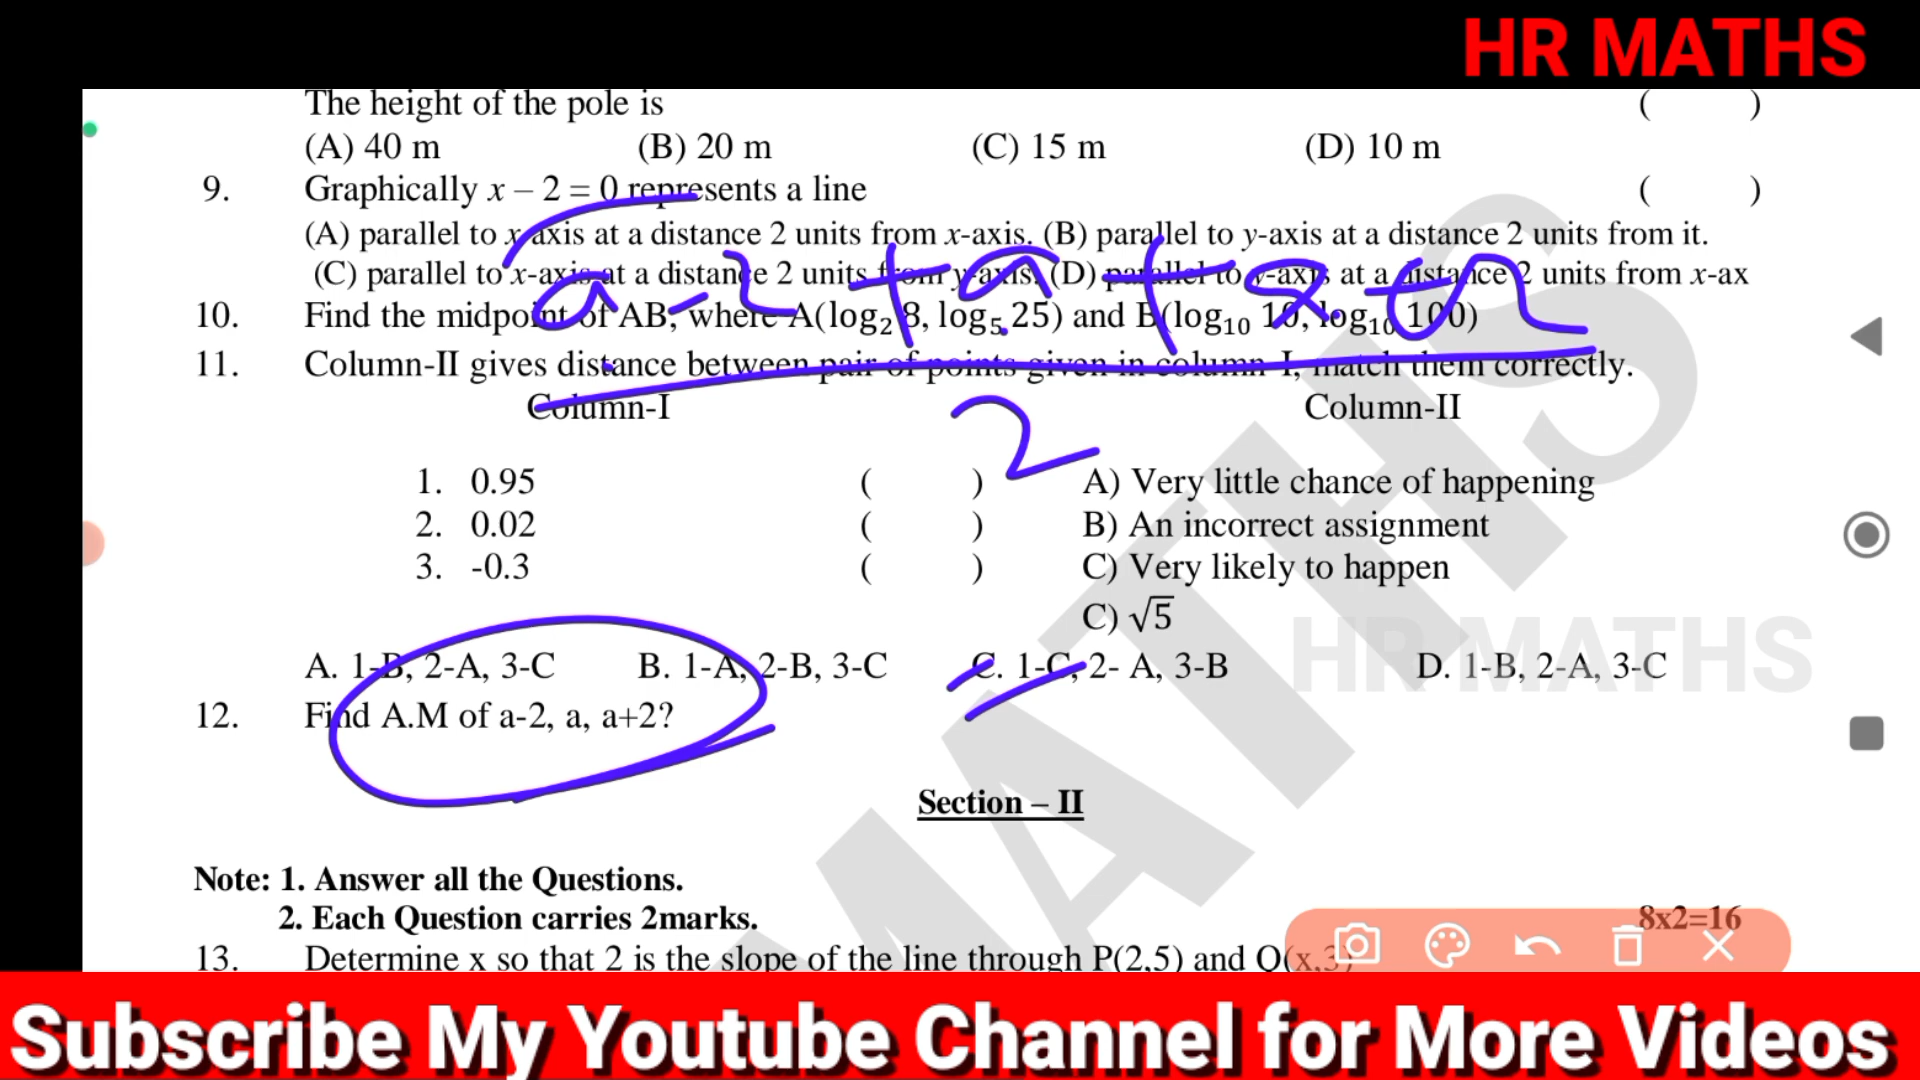 HR MATHS
The height of the pole is ( )
(A) 40 m (B) 20 m (C) 15 m (D) 10 m
9. Graphically x – 2 = 0 represents a line ( )
(A) parallel to x-axis at a distance 2 units from x-axis. (B) parallel to y-axis at a distance 2 units from it.
(C) parallel to x-axis at a distance 2 units from y-axis. (D) parallel to y-axis at a distance 2 units from x-ax
10. Find the midpoint of AB, where A(log₂ 8, log₅ 25) and B(log₁₀ 10, log₁₀ 100)
11. Column-II gives distance between pair of points given in column-I, match them correctly.
Column-I Column-II
a-2 + a + a+2
2
1. 0.95 ( ) A) Very little chance of happening
2. 0.02 ( ) B) An incorrect assignment
3. -0.3 ( ) C) Very likely to happen
C) √5
A. 1-B, 2-A, 3-C B. 1-A, 2-B, 3-C C. 1-C, 2- A, 3-B D. 1-B, 2-A, 3-C
HR MATHS
12. Find A.M of a-2, a, a+2?
MATHS
Section – II
Note: 1. Answer all the Questions.
2. Each Question carries 2marks. 8x2=16
13. Determine x so that 2 is the slope of the line through P(2,5) and Q(x,3)
Subscribe My Youtube Channel for More Videos